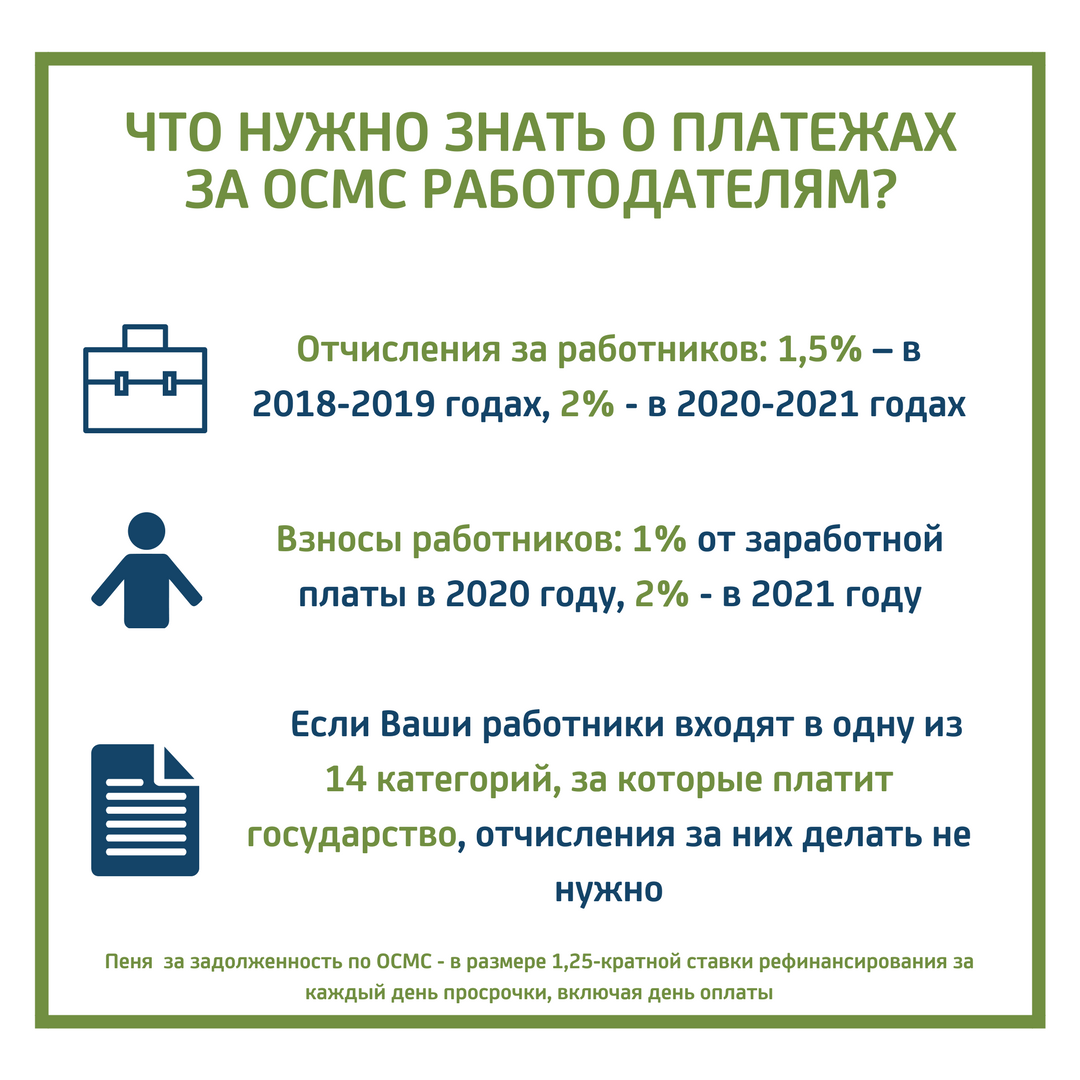 ЧТО НУЖНО ЗНАТЬ О ПЛАТЕЖАХ
ЗА ОСМС РАБОТОДАТЕЛЯМ?
Отчисления за работников: 1,5% – в
2018-2019 годах, 2% - в 2020-2021 годах
Взносы работников: 1% от заработной
платы в 2020 году, 2% - в 2021 году
Если Ваши работники входят в одну из
14 категорий, за которые платит
государство, отчисления за них делать не
нужно
Пеня  за задолженность по ОСМС - в размере 1,25-кратной ставки рефинансирования за
каждый день просрочки, включая день оплаты